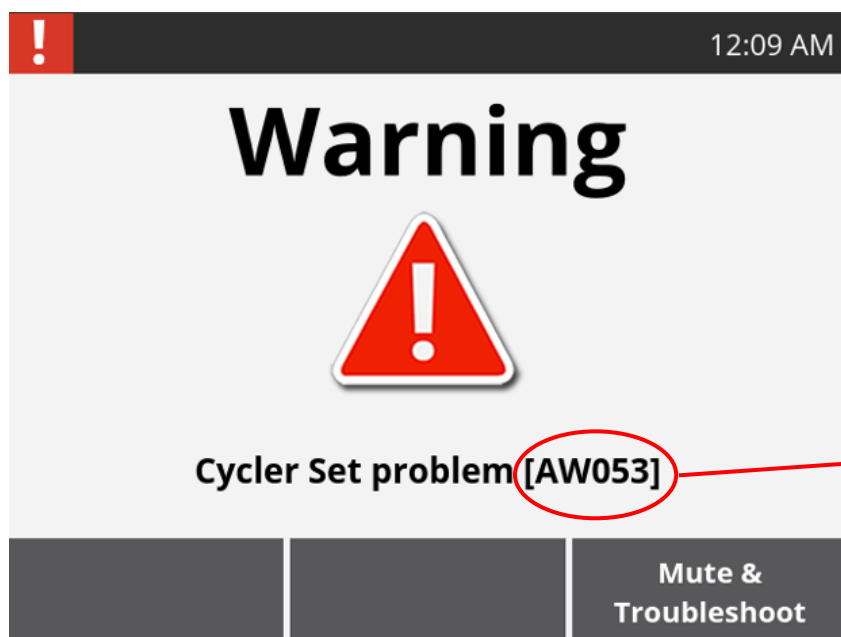 !
12:09 AM
Warning
!
Cycler Set problem [AW053]
Mute &
Troubleshoot